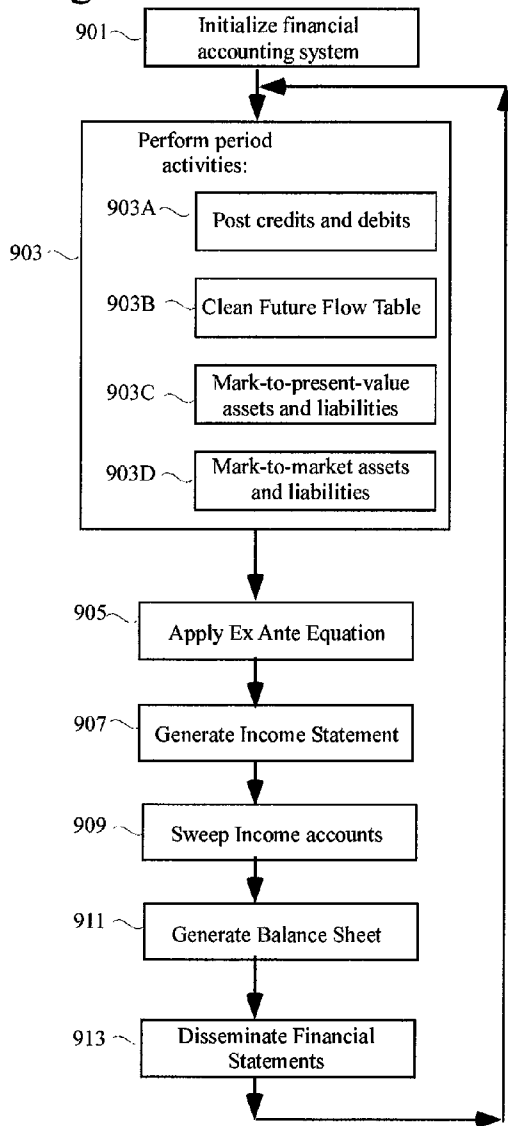 901
Initialize financial
accounting system
Perform period
activities:
903A
Post credits and debits
903
903B
Clean Future Flow Table
903C
Mark-to-present-value
assets and liabilities
903D
Mark-to-market assets
and liabilities
905
Apply Ex Ante Equation
907
Generate Income Statement
909
Sweep Income accounts
911
Generate Balance Sheet
913
Disseminate Financial
Statements